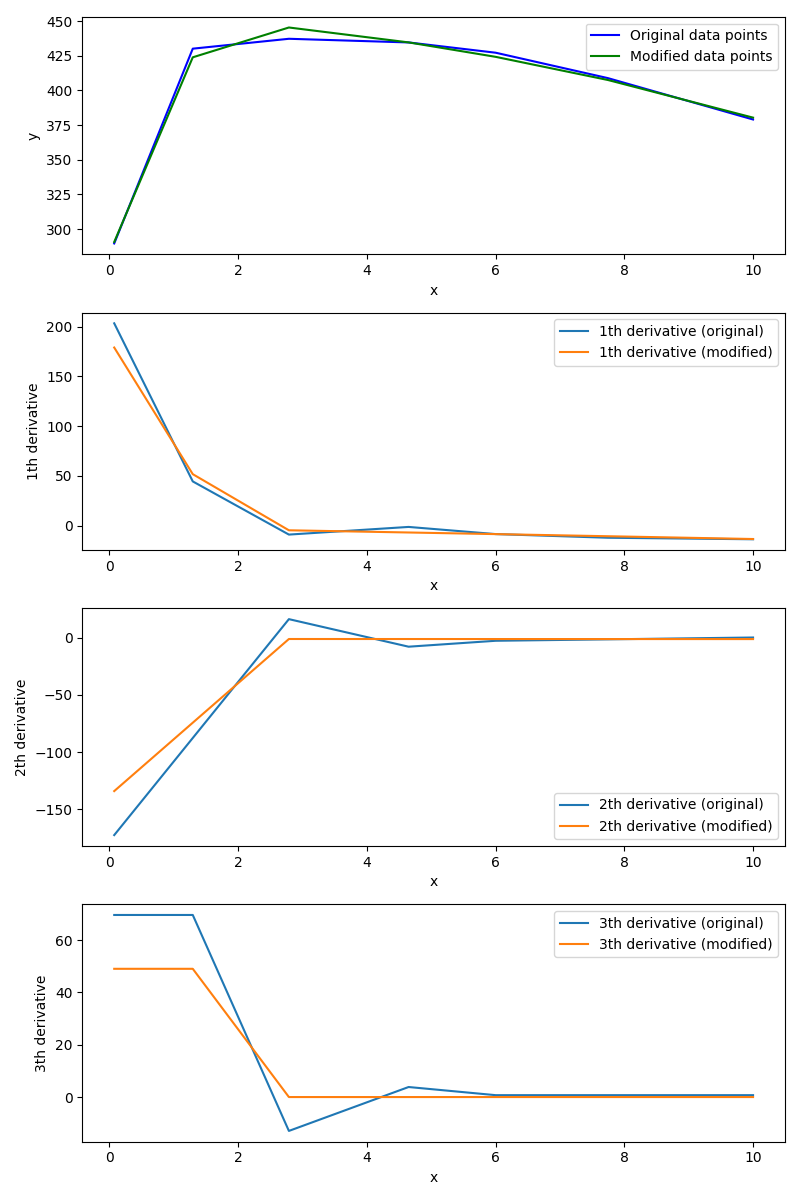 450
425
400
375
350
325
300
y
Original data points
Modified data points
0 2 4 6 8 10
x
200
150
100
50
0
1th derivative
1th derivative (original)
1th derivative (modified)
0 2 4 6 8 10
x
0
−50
−100
−150
2th derivative
2th derivative (original)
2th derivative (modified)
0 2 4 6 8 10
x
60
40
20
0
3th derivative
3th derivative (original)
3th derivative (modified)
0 2 4 6 8 10
x